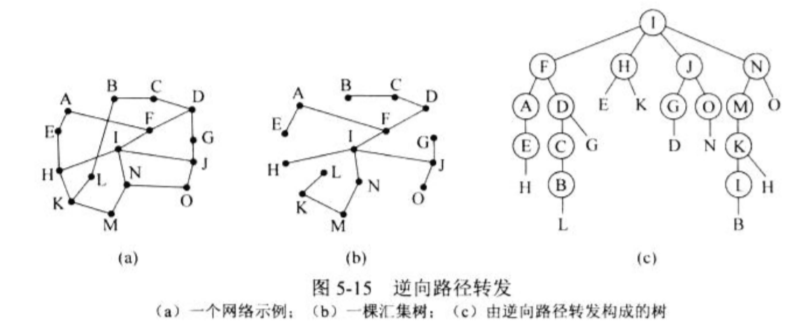 I
B C
D
F H J N
A
F
E
I
G
H
J
L
N
K
O
M
B C D
A
F
E
I
G
J
H
L
N
K
O
M
A D E K G O M O
E C G D N K
H B L H
L B
(a) (b) (c)
图 5-15 逆向路径转发
(a) 一个网络示例; (b) 一棵汇集树; (c) 由逆向路径转发构成的树